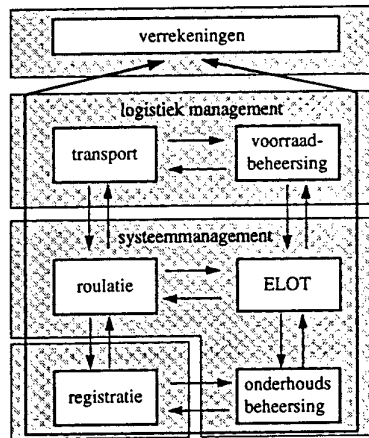 verrekeningen
logistiek management
transport
voorraad-
beheersing
systeemmanagement
roulatie
ELOT
registratie
onderhouds
beheersing